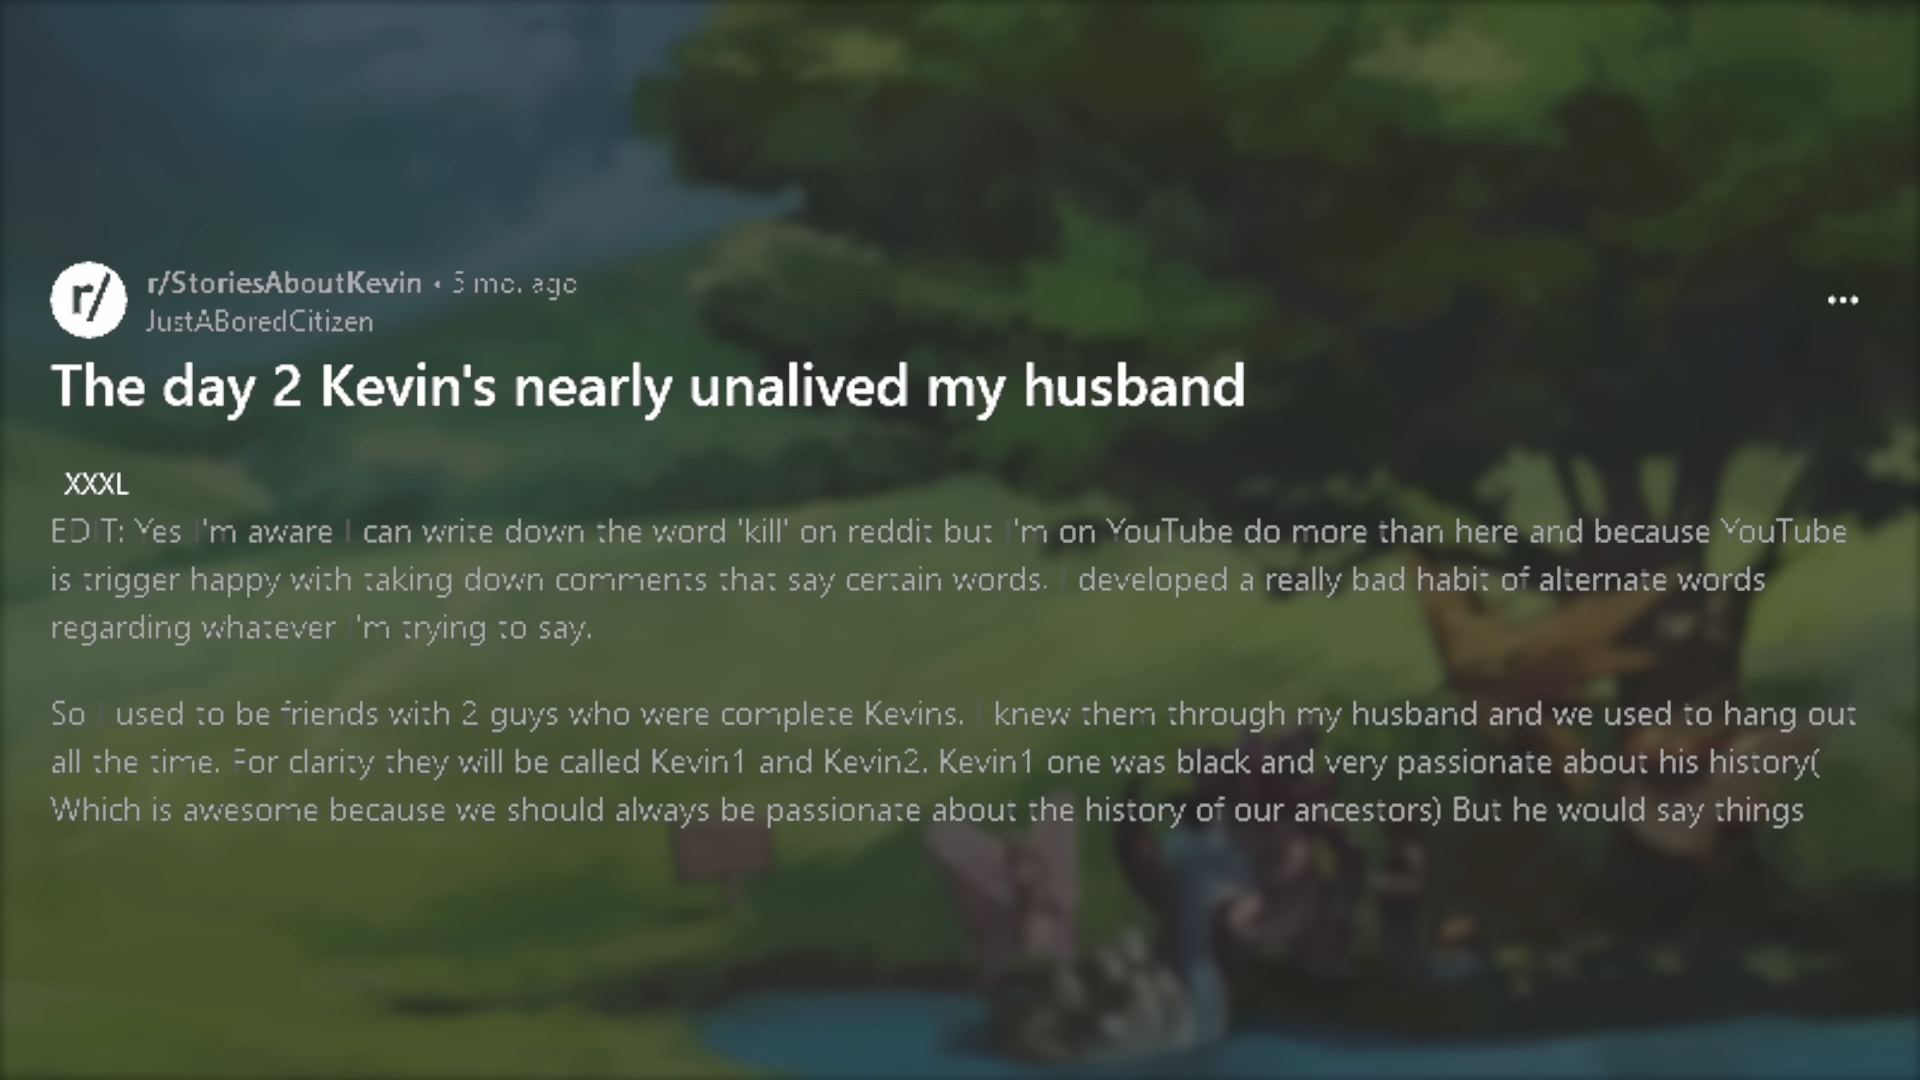 r/
r/StoriesAboutKevin • 5 mo. ago
JustABoredCitizen
The day 2 Kevin's nearly unalived my husband
XXXL
EDIT: Yes I'm aware I can write down the word 'kill' on reddit but I'm on YouTube do more than here and because YouTube
is trigger happy with taking down comments that say certain words. I developed a really bad habit of alternate words
regarding whatever I'm trying to say.
So I used to be friends with 2 guys who were complete Kevins. I knew them through my husband and we used to hang out
all the time. For clarity they will be called Kevin1 and Kevin2. Kevin1 one was black and very passionate about his history(
Which is awesome because we should always be passionate about the history of our ancestors) But he would say things